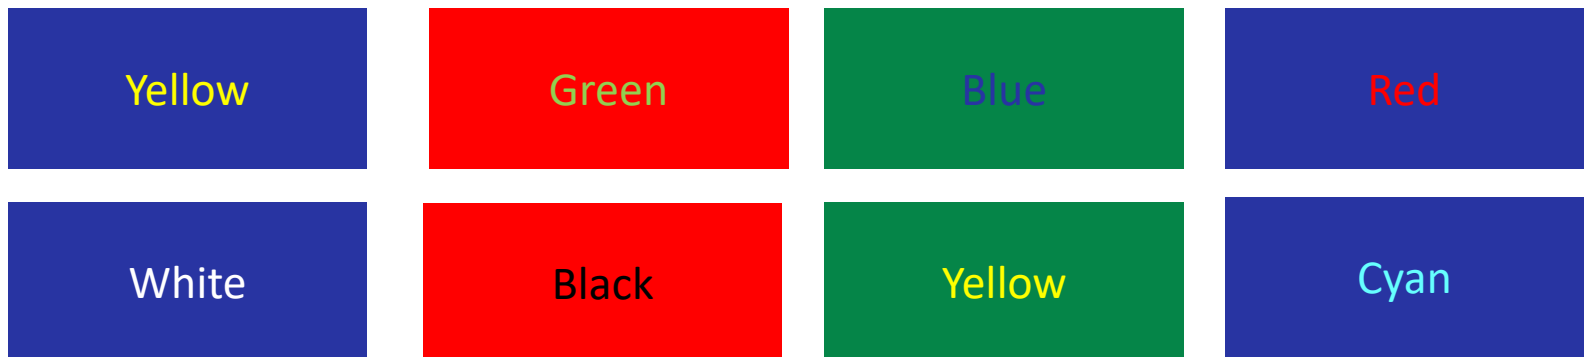 Yellow
Green
Blue
Red
White
Black
Yellow
Cyan